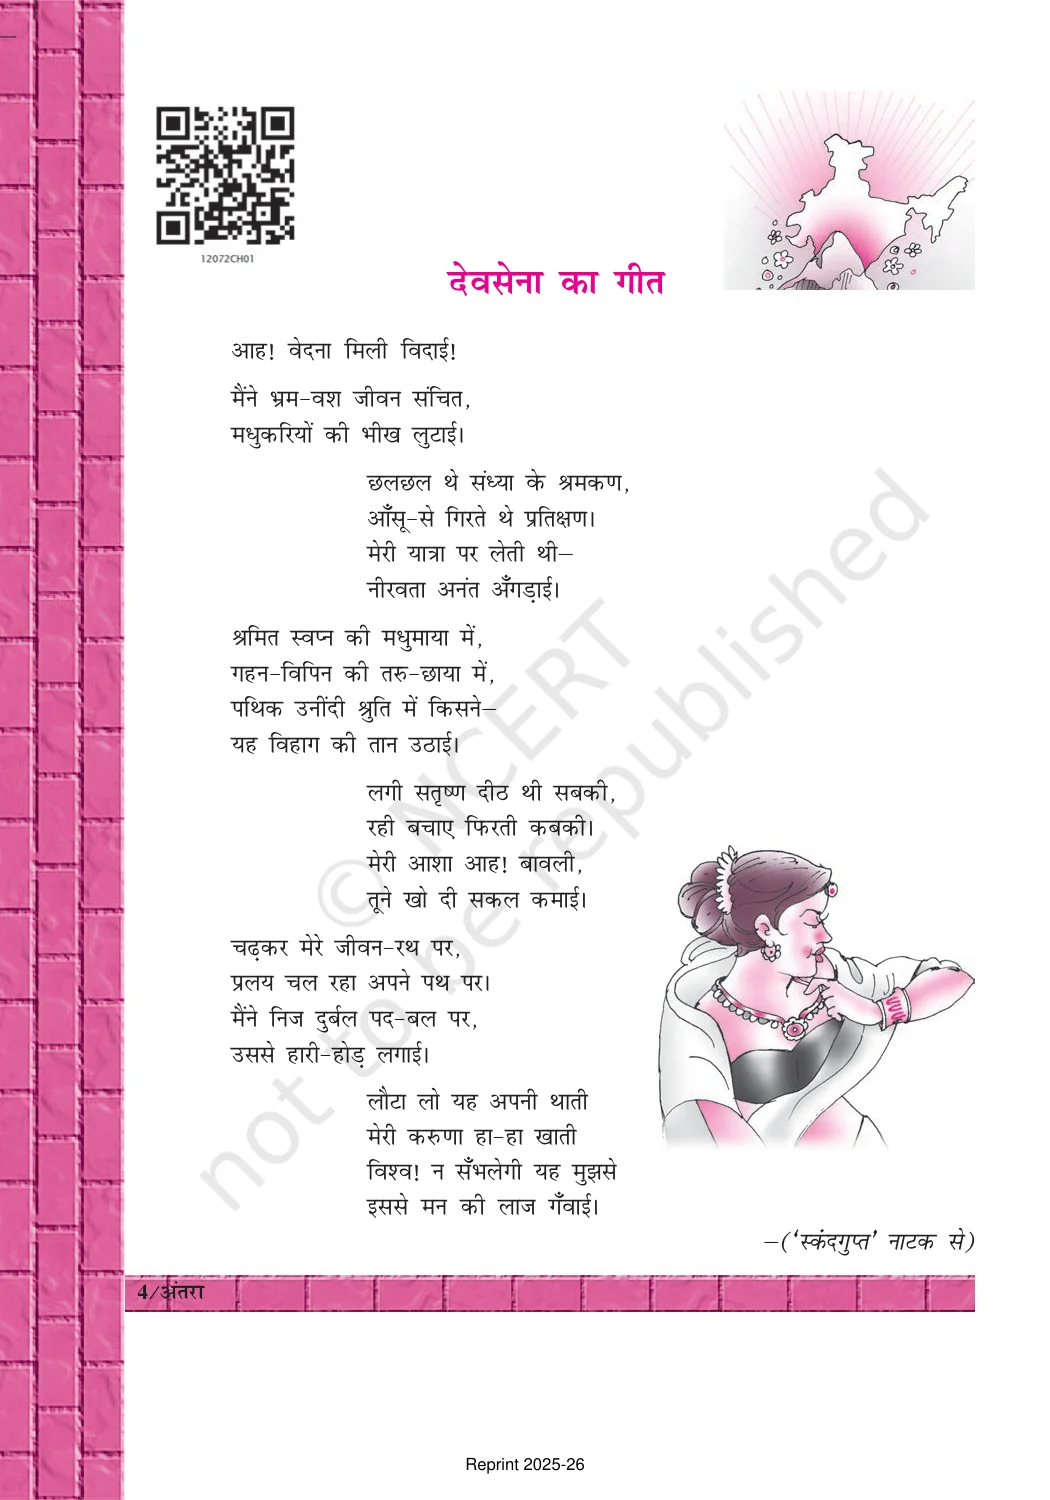 12072CH01
देवसेना का गीत
आह! वेदना मिली विदाई!
मैंने भ्रम-वश जीवन संचित,
मधुकरियों की भीख लुटाई।
छलछल थे संध्या के श्रमकण,
आँसू-से गिरते थे प्रतिक्षण।
मेरी यात्रा पर लेती थी–
नीरवता अनंत अँगड़ाई।
श्रमित स्वप्न की मधुमाया में,
गहन-विपिन की तरु-छाया में,
पथिक उनींदी श्रुति में किसने–
यह विहाग की तान उठाई।
लगी सतृष्ण दीठ थी सबकी,
रही बचाए फिरती कबकी।
मेरी आशा आह! बावली,
तूने खो दी सकल कमाई।
चढ़कर मेरे जीवन-रथ पर,
प्रलय चल रहा अपने पथ पर।
मैंने निज दुर्बल पद-बल पर,
उससे हारी-होड़ लगाई।
लौटा लो यह अपनी थाती
मेरी करुणा हा-हा खाती
विश्व! न सँभलेगी यह मुझसे
इससे मन की लाज गँवाई।
–('स्कंदगुप्त' नाटक से)
4/अंतरा
Reprint 2025-26
© NCERT
not to be republished